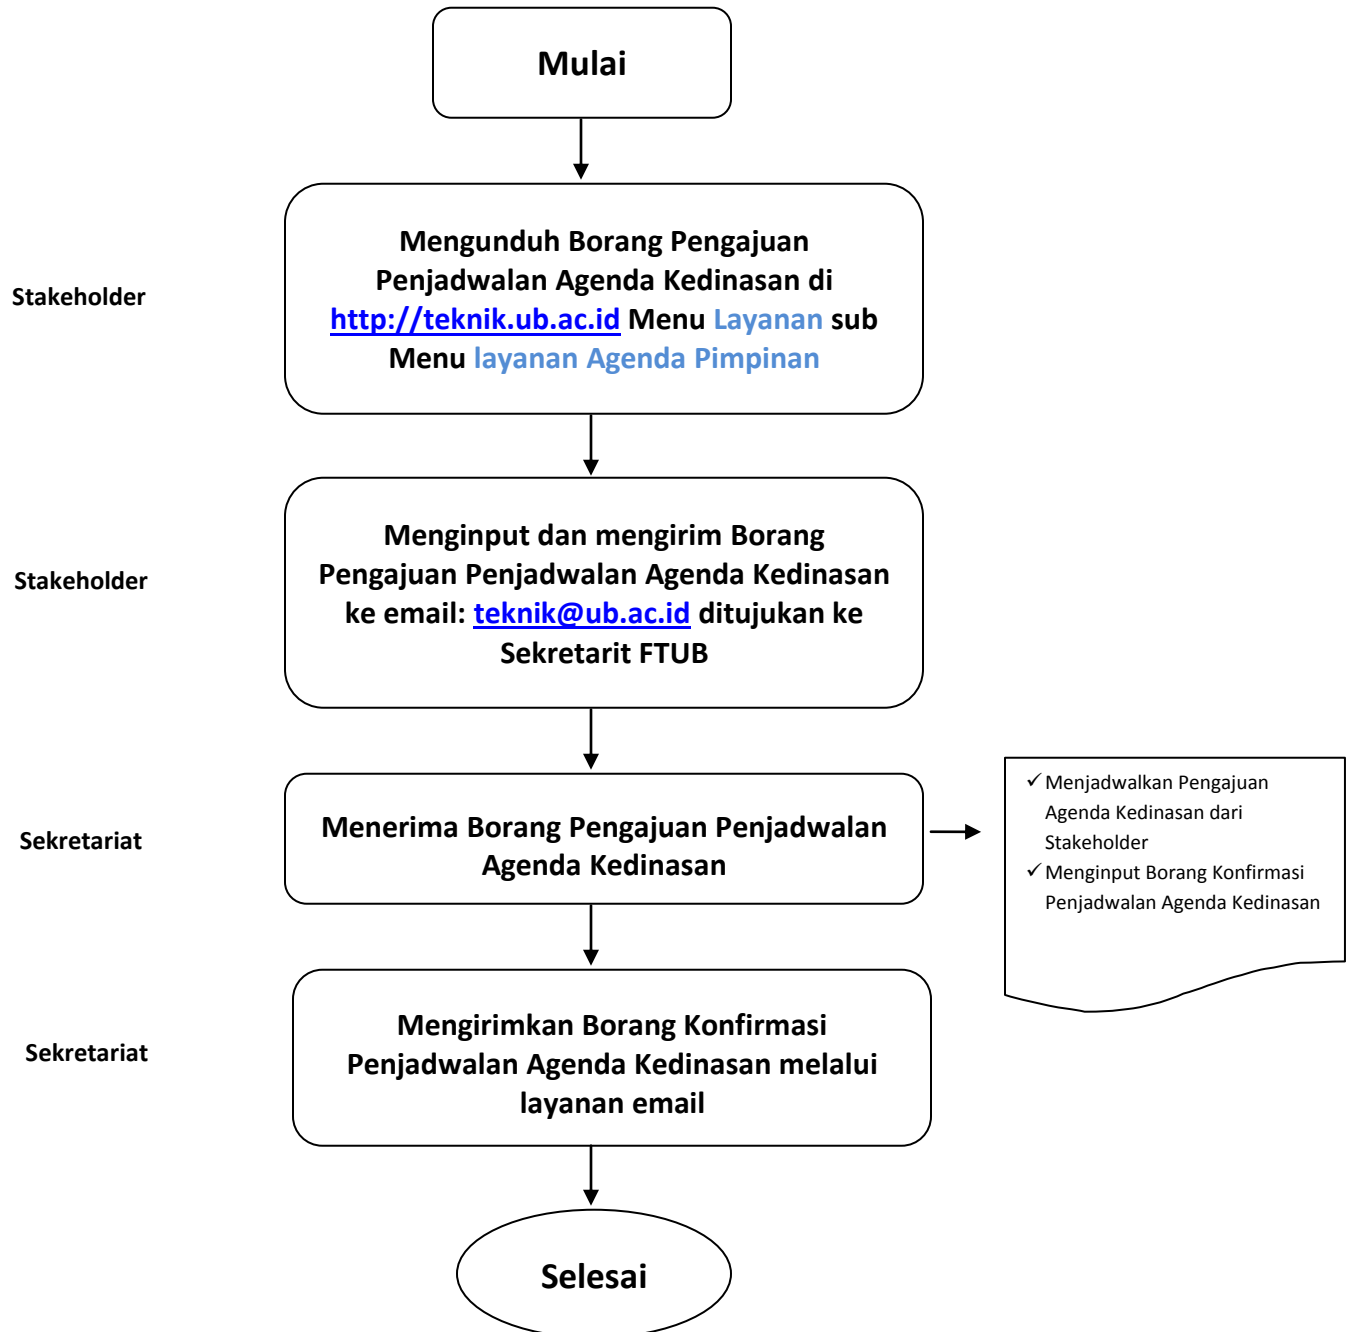 Mulai
Stakeholder
Mengunduh Borang Pengajuan
Penjadwalan Agenda Kedinasan di
http://teknik.ub.ac.id Menu Layanan sub
Menu layanan Agenda Pimpinan
Stakeholder
Menginput dan mengirim Borang
Pengajuan Penjadwalan Agenda Kedinasan
ke email: teknik@ub.ac.id ditujukan ke
Sekretarit FTUB
Sekretariat
Menerima Borang Pengajuan Penjadwalan
Agenda Kedinasan
✓ Menjadwalkan Pengajuan
Agenda Kedinasan dari
Stakeholder
✓ Menginput Borang Konfirmasi
Penjadwalan Agenda Kedinasan
Sekretariat
Mengirimkan Borang Konfirmasi
Penjadwalan Agenda Kedinasan melalui
layanan email
Selesai